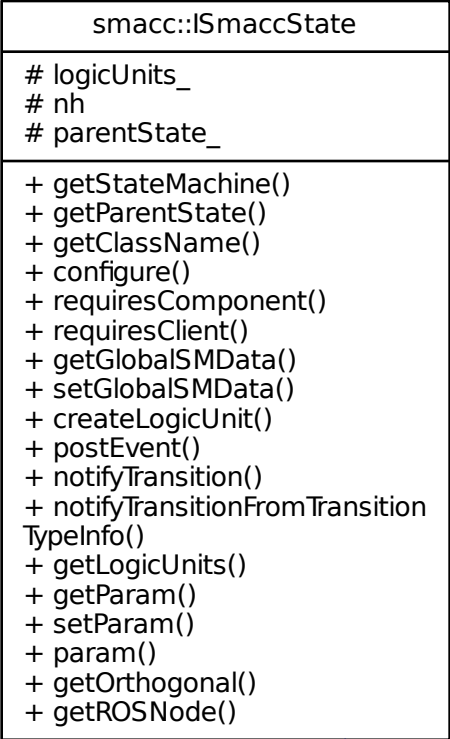 smacc::ISmaccState
# logicUnits_
# nh
# parentState_
+ getStateMachine()
+ getParentState()
+ getClassName()
+ configure()
+ requiresComponent()
+ requiresClient()
+ getGlobalSMData()
+ setGlobalSMData()
+ createLogicUnit()
+ postEvent()
+ notifyTransition()
+ notifyTransitionFromTransition
TypeInfo()
+ getLogicUnits()
+ getParam()
+ setParam()
+ param()
+ getOrthogonal()
+ getROSNode()